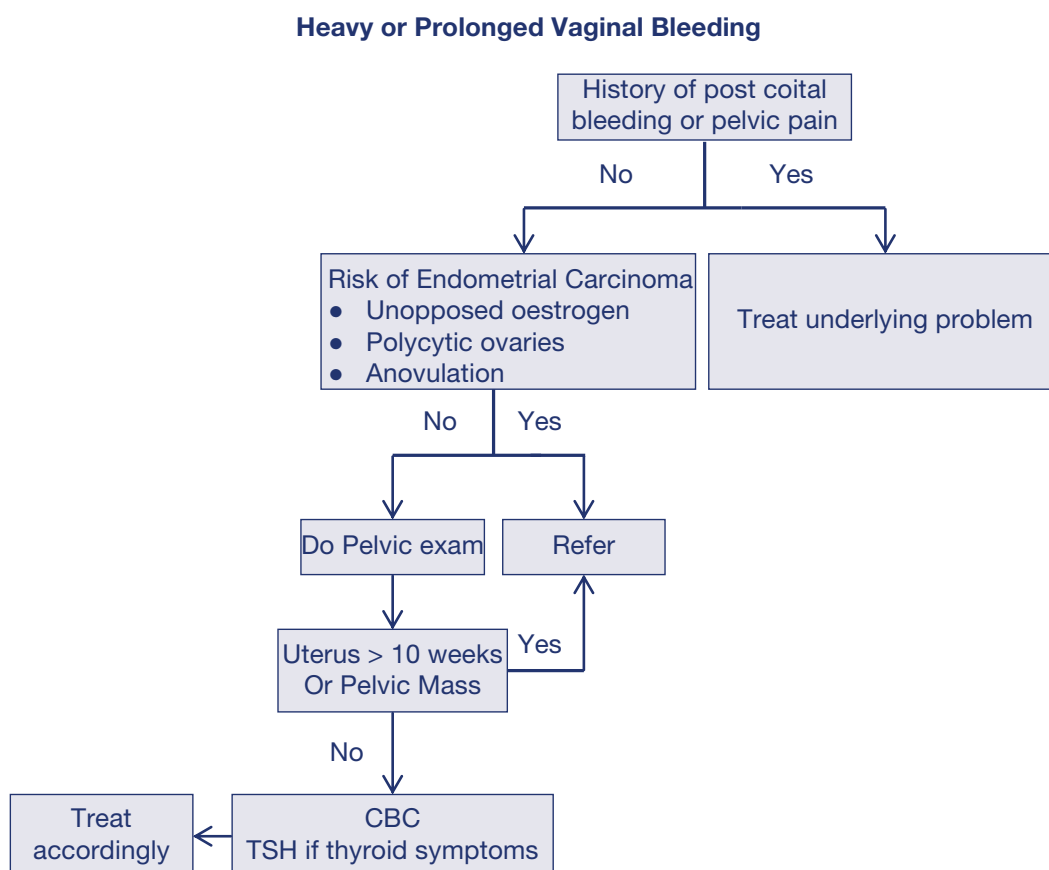 Heavy or Prolonged Vaginal Bleeding
History of post coital
bleeding or pelvic pain
No
Yes
Risk of Endometrial Carcinoma
● Unopposed oestrogen
● Polycytic ovaries
● Anovulation
Treat underlying problem
No
Yes
Do Pelvic exam
Refer
Uterus > 10 weeks
Or Pelvic Mass
Yes
No
Treat
accordingly
CBC
TSH if thyroid symptoms